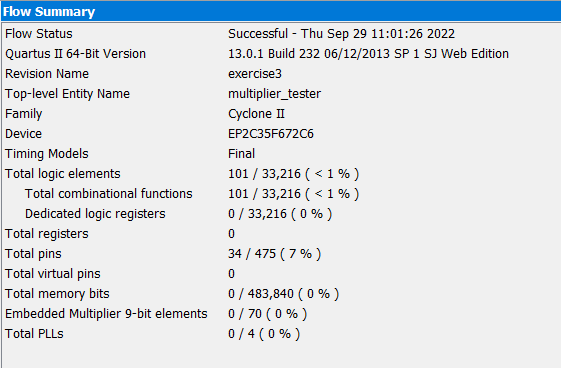 Flow Summary
Flow Status Successful - Thu Sep 29 11:01:26 2022
Quartus II 64-Bit Version 13.0.1 Build 232 06/12/2013 SP 1 SJ Web Edition
Revision Name exercise3
Top-level Entity Name multiplier_tester
Family Cyclone II
Device EP2C35F672C6
Timing Models Final
Total logic elements 101 / 33,216 ( < 1 % )
Total combinational functions 101 / 33,216 ( < 1 % )
Dedicated logic registers 0 / 33,216 ( 0 % )
Total registers 0
Total pins 34 / 475 ( 7 % )
Total virtual pins 0
Total memory bits 0 / 483,840 ( 0 % )
Embedded Multiplier 9-bit elements 0 / 70 ( 0 % )
Total PLLs 0 / 4 ( 0 % )